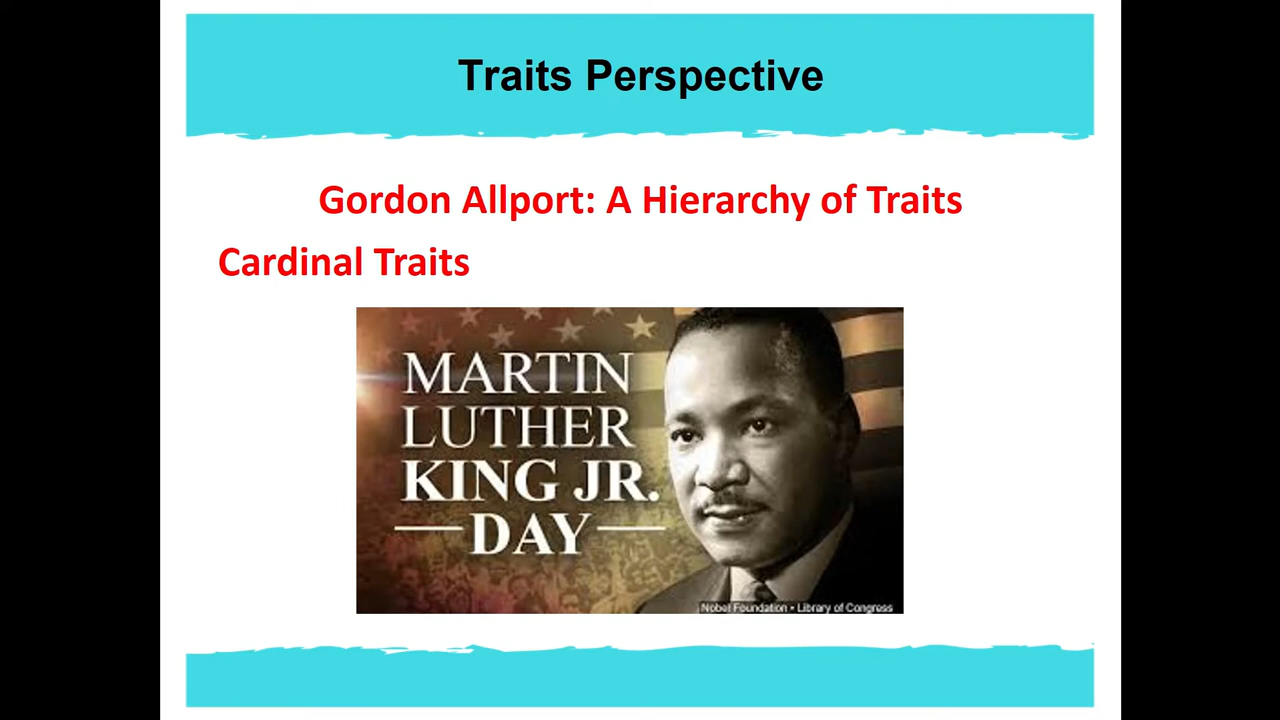 Traits Perspective
Gordon Allport: A Hierarchy of Traits
Cardinal Traits
MARTIN
LUTHER
KING JR.
DAY
Nobel Foundation • Library of Congress